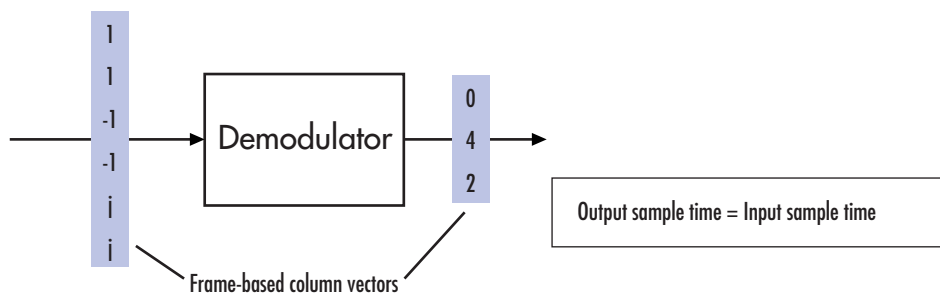 1
1
-1
-1
i
i
Demodulator
0
4
2
Output sample time = Input sample time
Frame-based column vectors